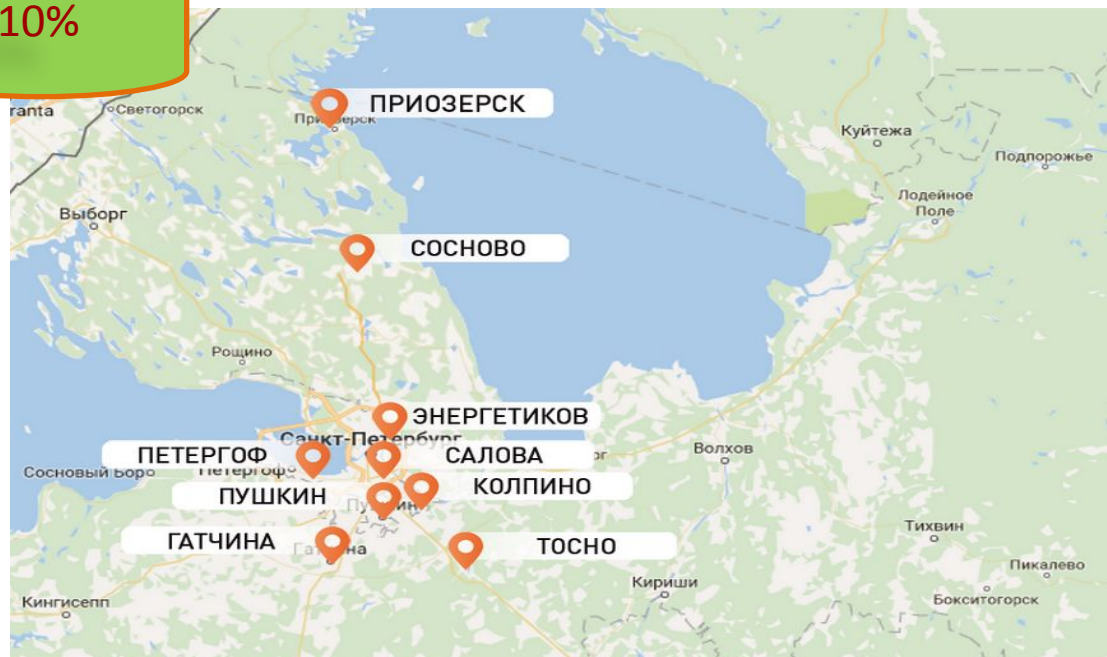 10%
ranta
Светогорск
ПРИОЗЕРСК
Куйтежа
Подпорожье
Лодейное
Поле
Выборг
СОСНОВО
Рощино
ЭНЕРГЕТИКОВ
Санкт-Петербург
ПЕТЕРГОФ
САЛОВА
Волхов
Сосновый Бор
Петергоф
ПУШКИН
КОЛПИНО
ГАТЧИНА
ТОСНО
Тихвин
Пикалево
Кириши
Бокситогорск
Кингисепп